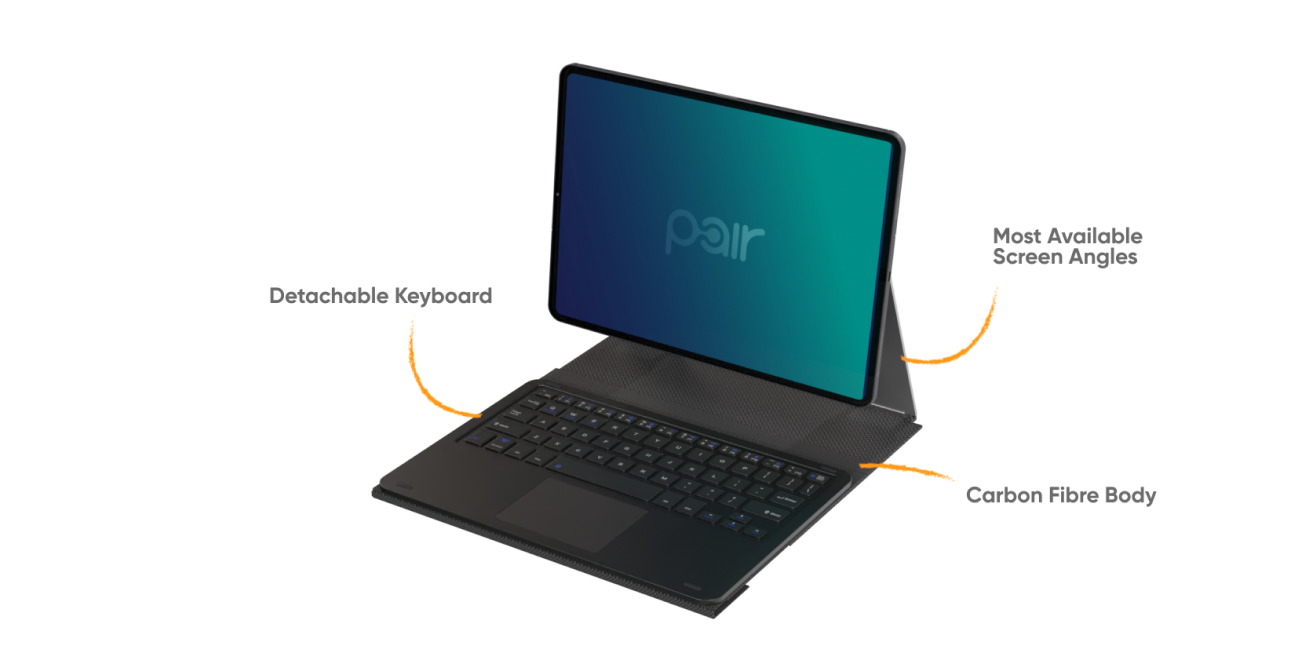 pair
Most Available
Screen Angles
Detachable Keyboard
Carbon Fibre Body